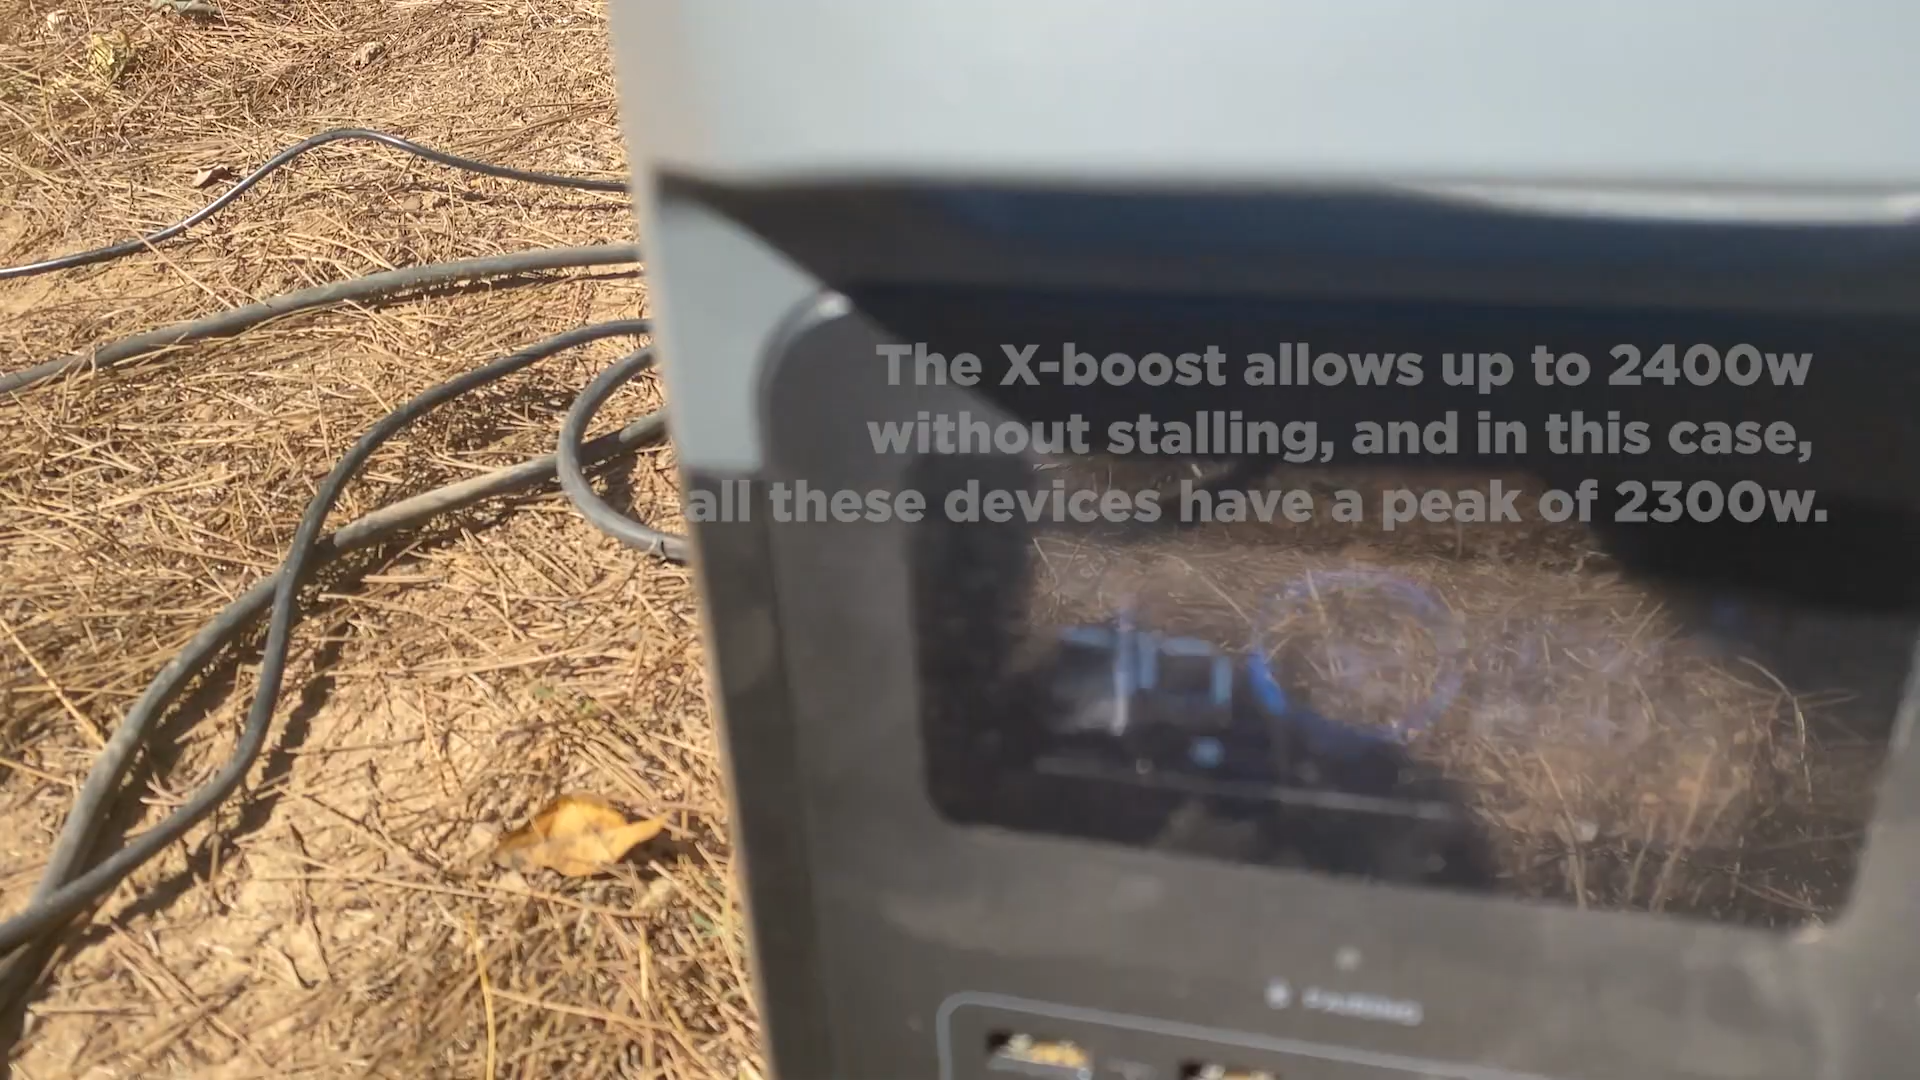 The X-boost allows up to 2400w
without stalling, and in this case,
all these devices have a peak of 2300w.